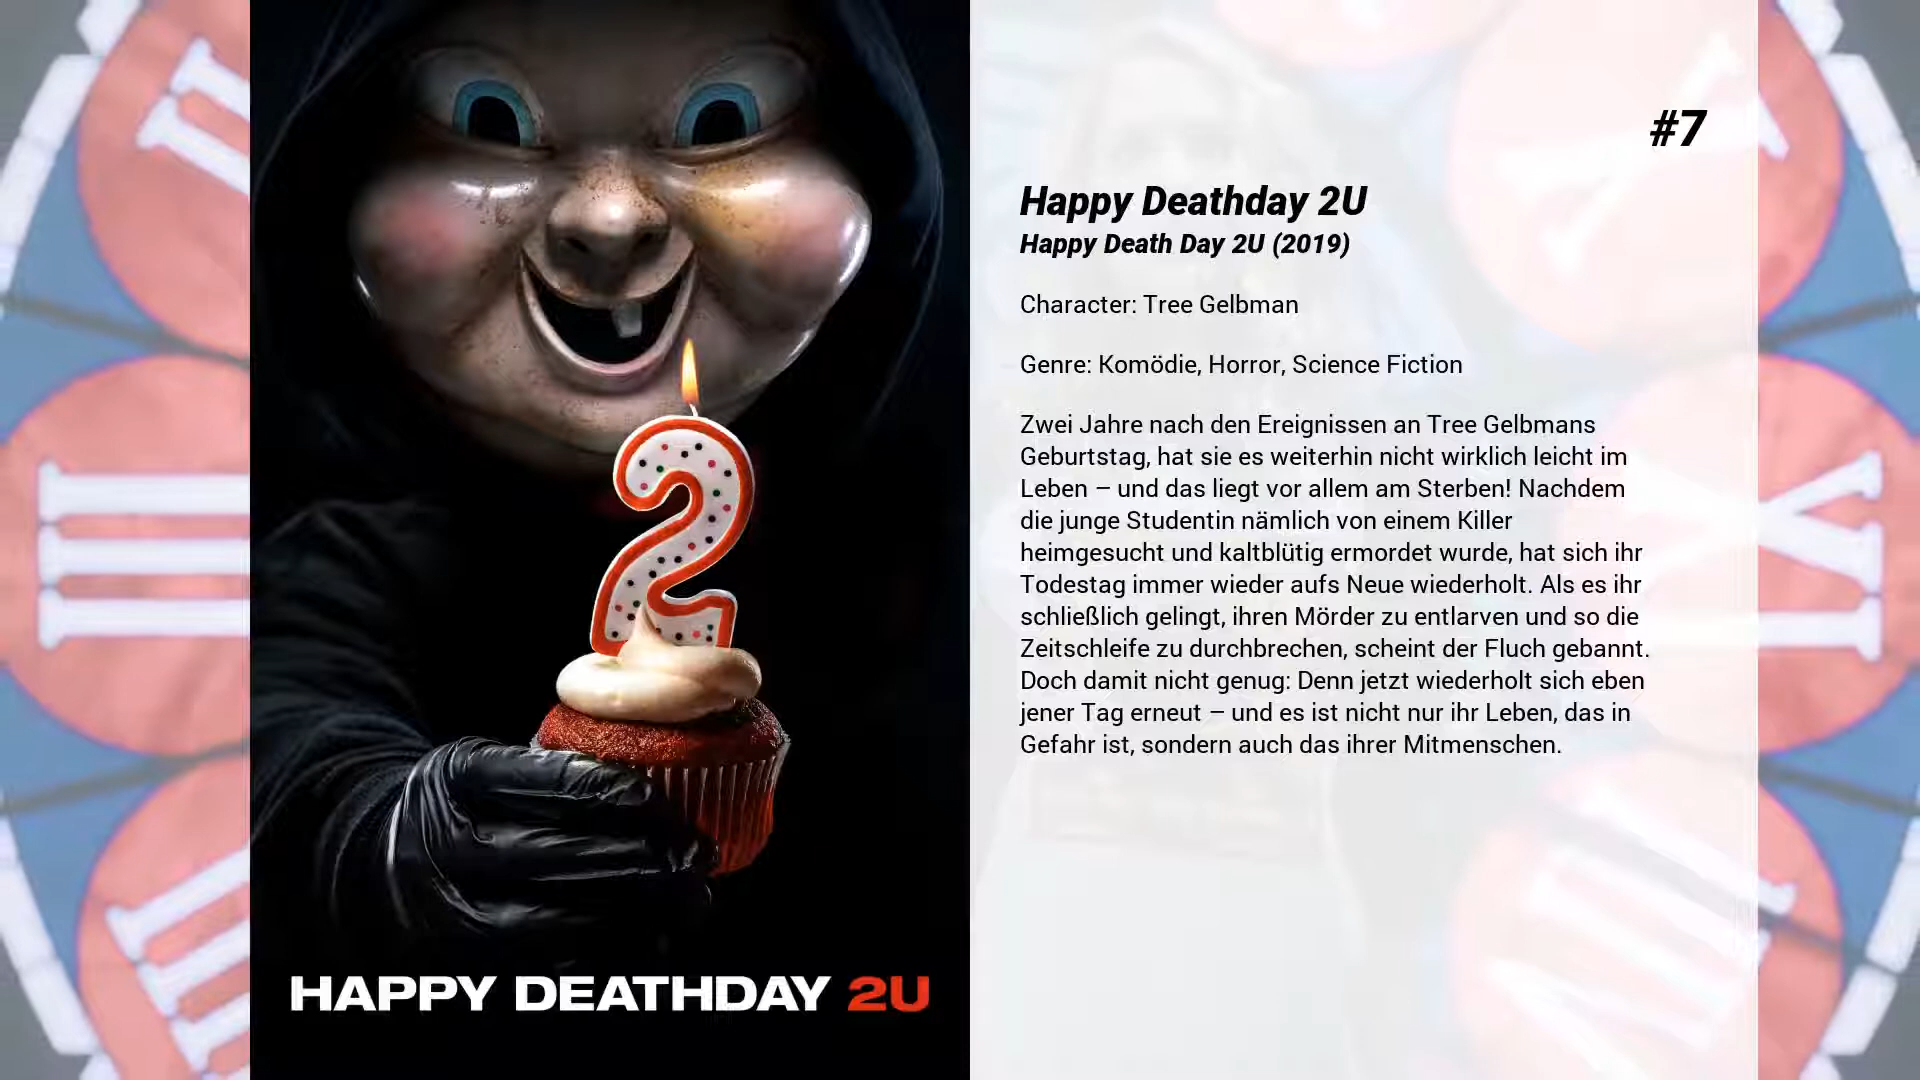 HAPPY DEATHDAY 2U
#7
Happy Deathday 2U
Happy Death Day 2U (2019)
Character: Tree Gelbman
Genre: Komödie, Horror, Science Fiction
Zwei Jahre nach den Ereignissen an Tree Gelbmans
Geburtstag, hat sie es weiterhin nicht wirklich leicht im
Leben – und das liegt vor allem am Sterben! Nachdem
die junge Studentin nämlich von einem Killer
heimgesucht und kaltblütig ermordet wurde, hat sich ihr
Todestag immer wieder aufs Neue wiederholt. Als es ihr
schließlich gelingt, ihren Mörder zu entlarven und so die
Zeitschleife zu durchbrechen, scheint der Fluch gebannt.
Doch damit nicht genug: Denn jetzt wiederholt sich eben
jener Tag erneut – und es ist nicht nur ihr Leben, das in
Gefahr ist, sondern auch das ihrer Mitmenschen.